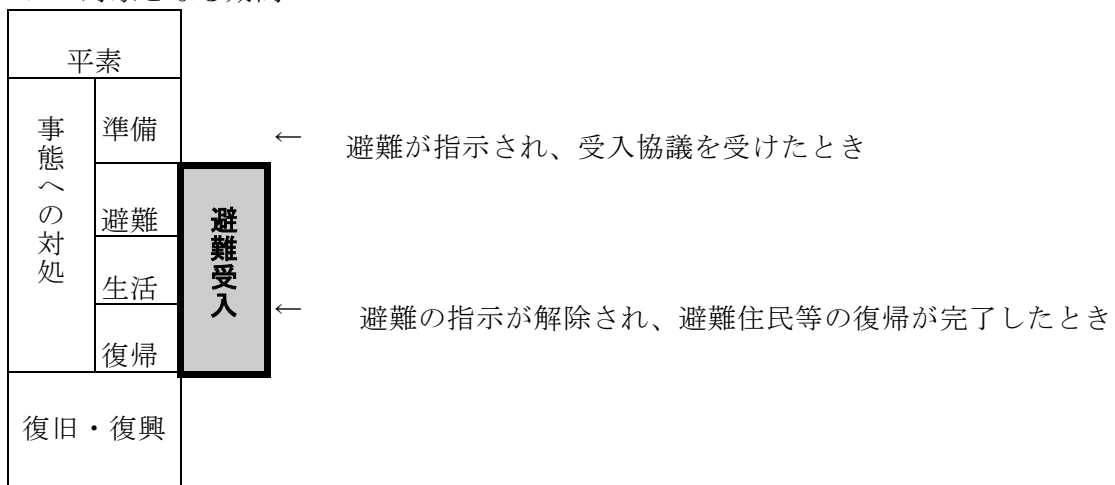 平素
事態への対処
準備
避難
生活
復帰
避難受入
← 避難が指示され、受入協議を受けたとき
← 避難の指示が解除され、避難住民等の復帰が完了したとき
復旧・復興